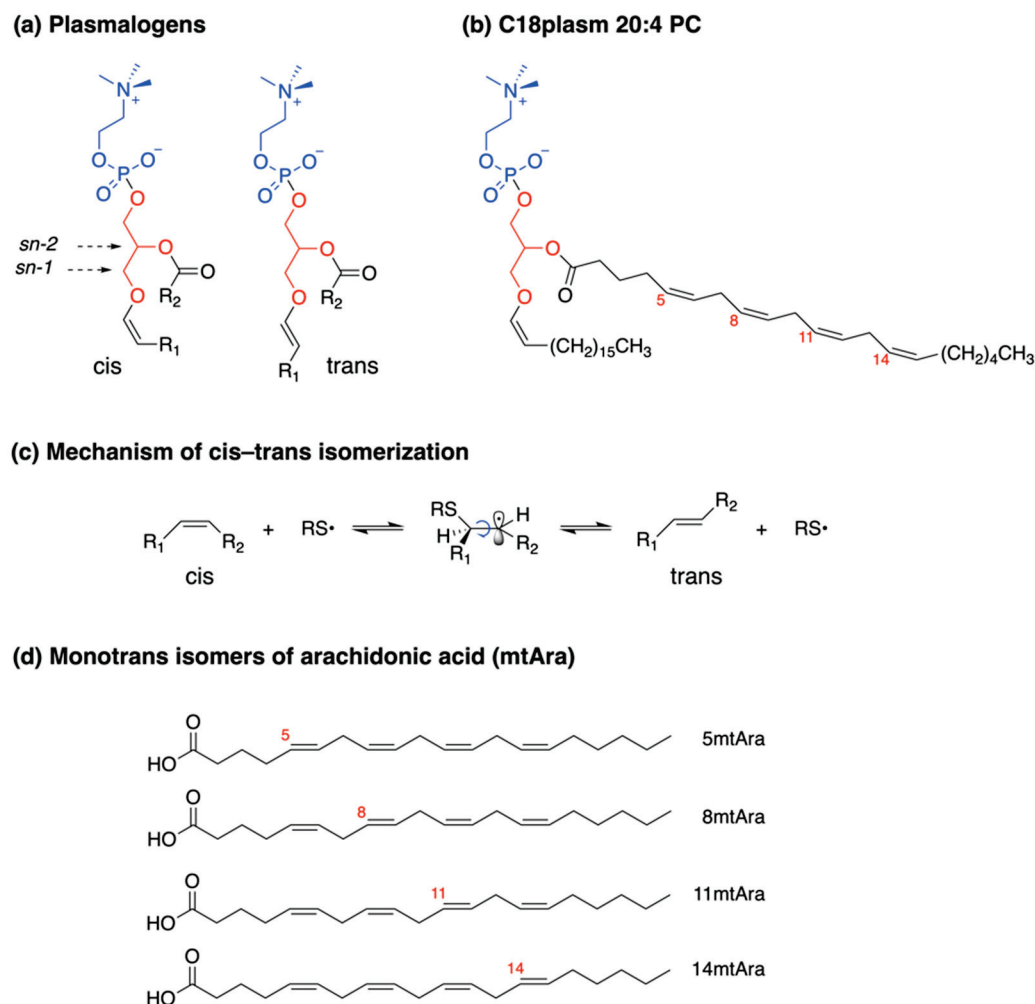 (a) Plasmalogens
(b) C18plasm 20:4 PC
N
+
O
P
O
O−
O
sn-2
O
O
sn-1
O
R2
R1
cis
N
+
O
P
O
O−
O
O
O
O
R2
R1
trans
N
+
O
P
O
O−
O
O
O
O
5
8
11
14
(CH2)15CH3
(CH2)4CH3
(c) Mechanism of cis–trans isomerization
R1 R2 + RS• RS H R1 H R2 R1 R2 + RS•
cis trans
(d) Monotrans isomers of arachidonic acid (mtAra)
O
HO
5
5mtAra
O
HO
8
8mtAra
O
HO
11
11mtAra
O
HO
14
14mtAra